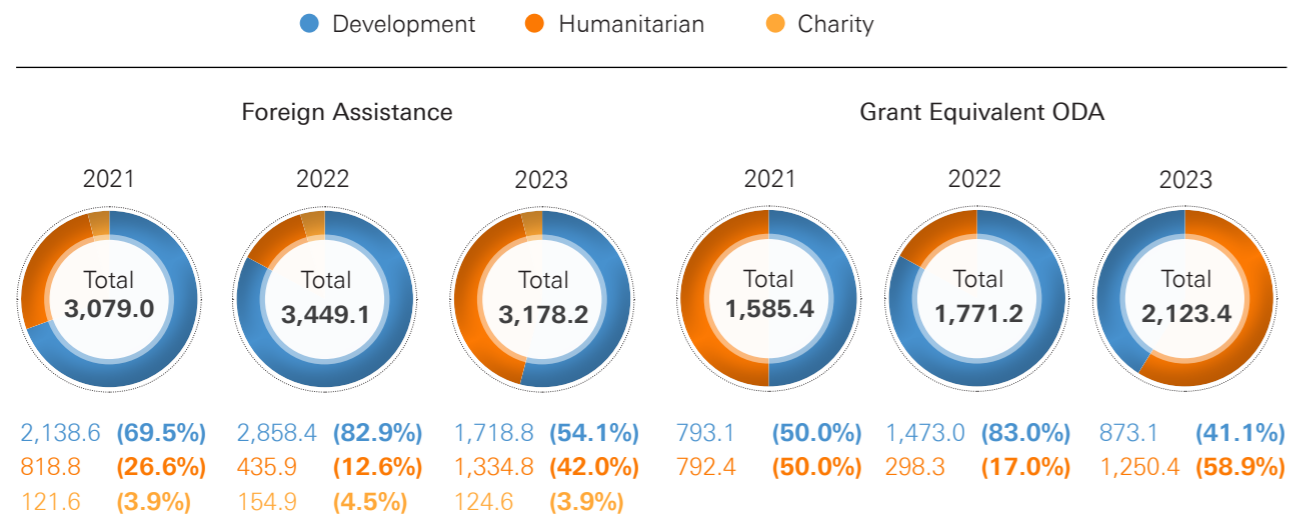 Development Humanitarian Charity
Foreign Assistance Grant Equivalent ODA
2021 2022 2023 2021 2022 2023
Total Total Total Total Total Total
3,079.0 3,449.1 3,178.2 1,585.4 1,771.2 2,123.4
2,138.6 (69.5%) 2,858.4 (82.9%) 1,718.8 (54.1%) 793.1 (50.0%) 1,473.0 (83.0%) 873.1 (41.1%)
818.8 (26.6%) 435.9 (12.6%) 1,334.8 (42.0%) 792.4 (50.0%) 298.3 (17.0%) 1,250.4 (58.9%)
121.6 (3.9%) 154.9 (4.5%) 124.6 (3.9%)